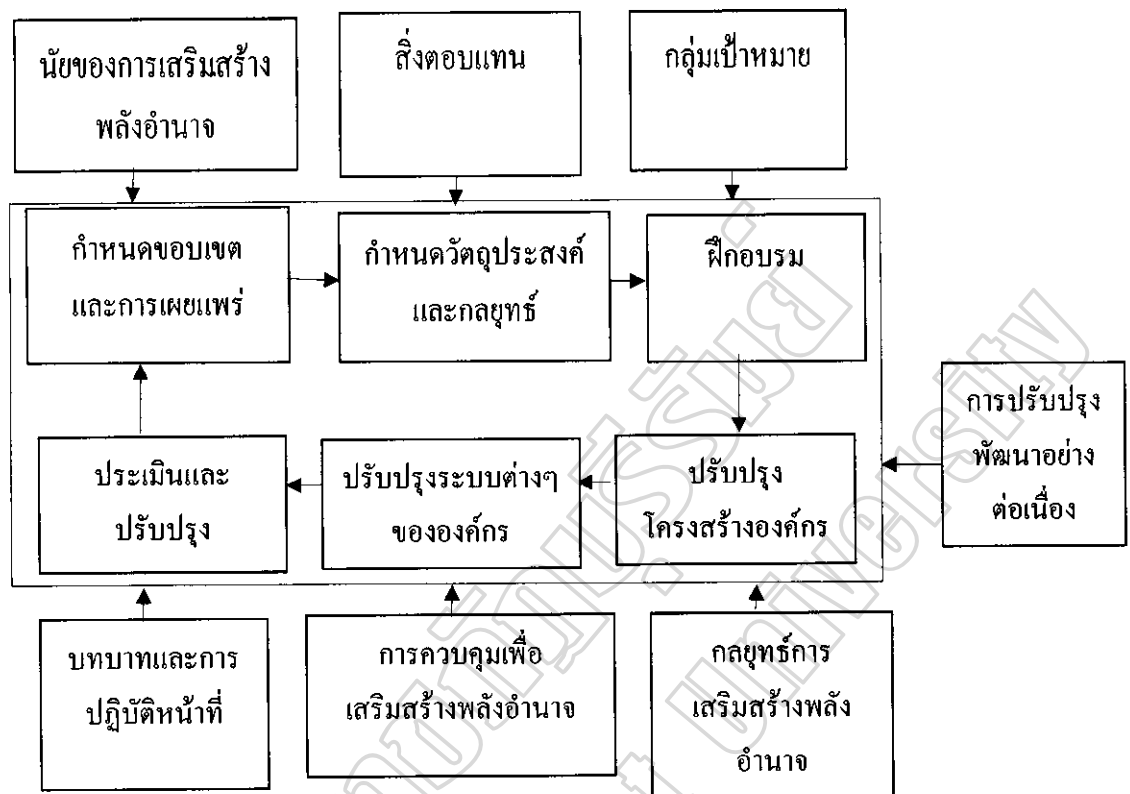 นัยของการเสริมสร้าง
พลังอำนาจ
สิ่งตอบแทน
กลุ่มเป้าหมาย
กำหนดขอบเขต
และการเผยแพร่
กำหนดวัตถุประสงค์
และกลยุทธ์
ฝึกอบรม
การปรับปรุง
พัฒนาอย่าง
ต่อเนื่อง
ประเมินและ
ปรับปรุง
ปรับปรุงระบบต่างๆ
ขององค์กร
ปรับปรุง
โครงสร้างองค์กร
บทบาทและการ
ปฏิบัติหน้าที่
การควบคุมเพื่อ
เสริมสร้างพลังอำนาจ
กลยุทธ์การ
เสริมสร้างพลัง
อำนาจ
University